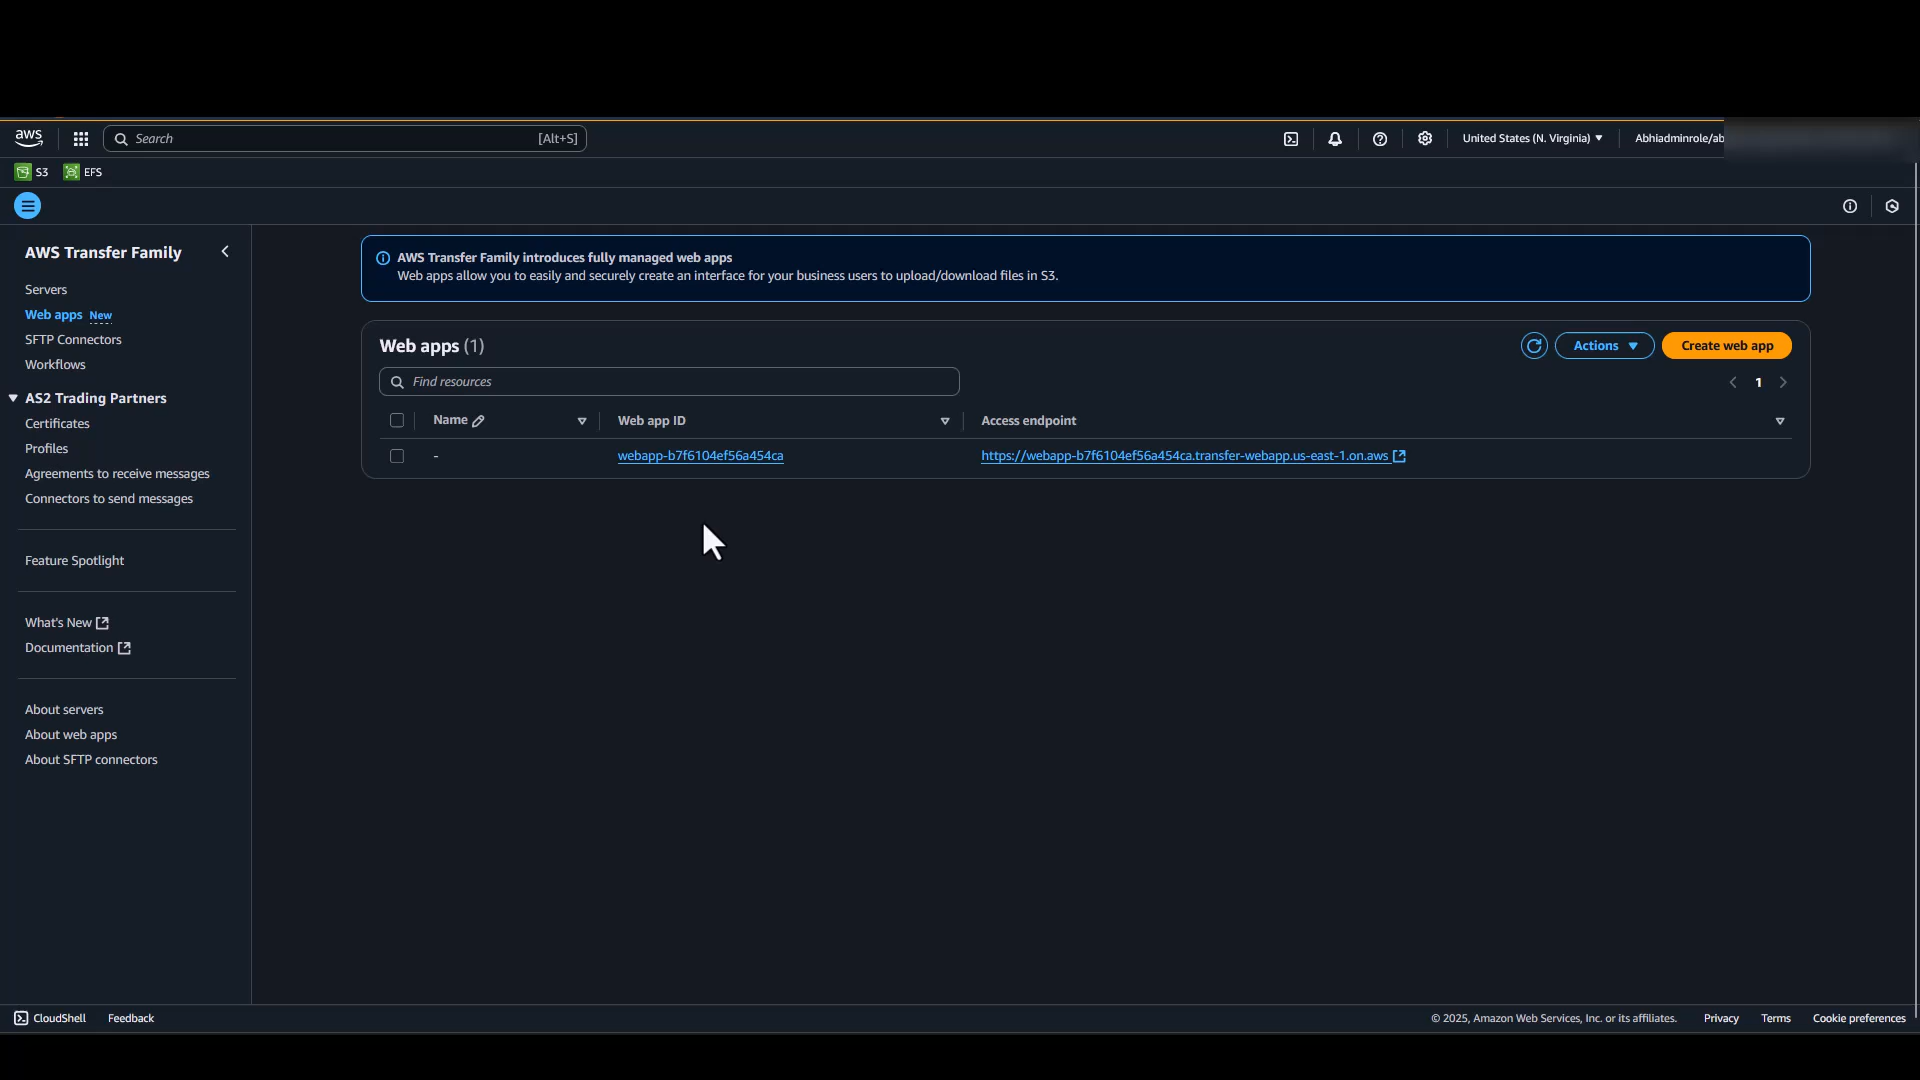 aws
Search
[Alt+S]
United States (N. Virginia)
Abhiadminrole/ab
S3
EFS
AWS Transfer Family
Servers
Web apps New
SFTP Connectors
Workflows
AS2 Trading Partners
Certificates
Profiles
Agreements to receive messages
Connectors to send messages
Feature Spotlight
What's New
Documentation
About servers
About web apps
About SFTP connectors
AWS Transfer Family introduces fully managed web apps
Web apps allow you to easily and securely create an interface for your business users to upload/download files in S3.
Web apps (1)
Actions
Create web app
Find resources
1
Name
Web app ID
Access endpoint
-
webapp-b7f6104ef56a454ca
https://webapp-b7f6104ef56a454ca.transfer-webapp.us-east-1.on.aws
CloudShell
Feedback
© 2025, Amazon Web Services, Inc. or its affiliates.
Privacy
Terms
Cookie preferences